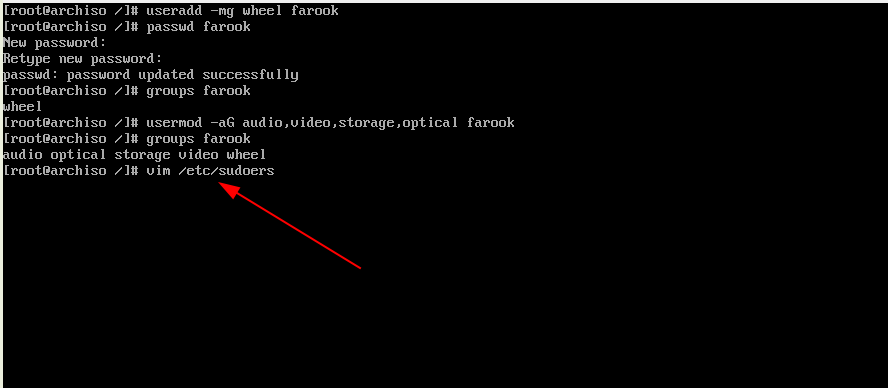 [root@archiso /]# useradd -mg wheel farook
[root@archiso /]# passwd farook
New password:
Retype new password:
passwd: password updated successfully
[root@archiso /]# groups farook
wheel
[root@archiso /]# usermod -aG audio,video,storage,optical farook
[root@archiso /]# groups farook
audio optical storage video wheel
[root@archiso /]# vim /etc/sudoers